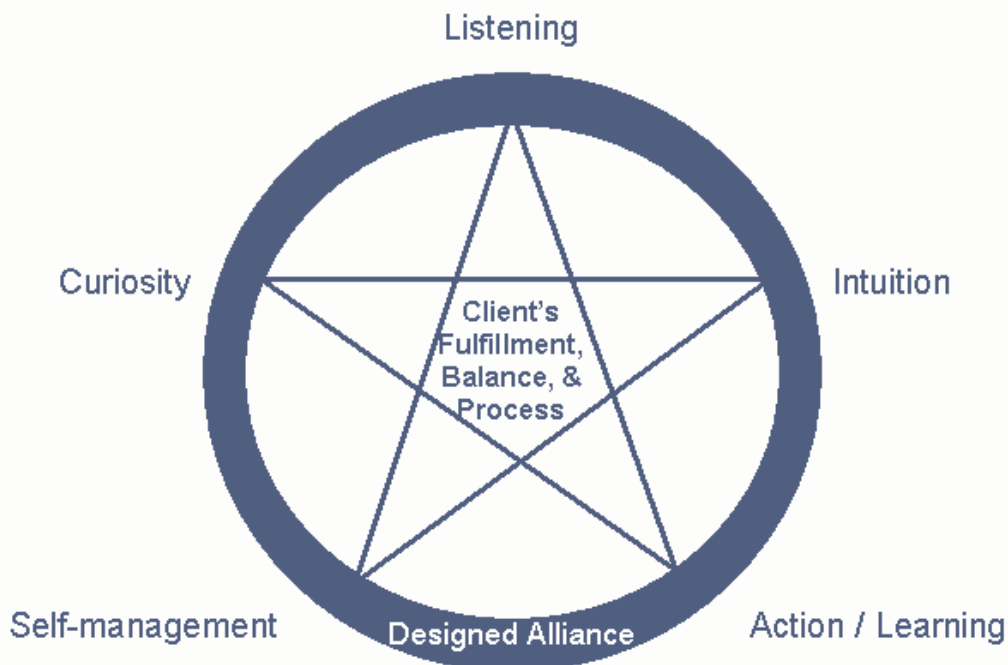 Listening
Curiosity
Intuition
Client's
Fulfillment,
Balance, &
Process
Self-management
Designed Alliance
Action / Learning